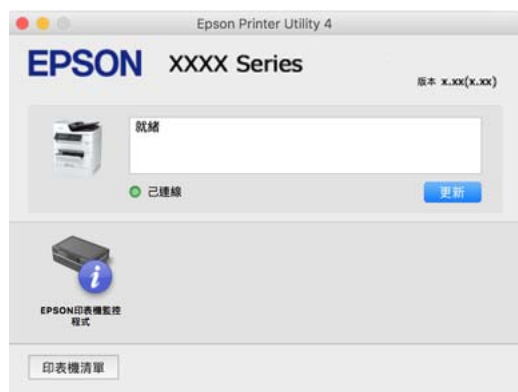 Epson Printer Utility 4
EPSON XXXX Series
版本 x.xx(x.xx)
就緒
已連線
更新
EPSON印表機監控
程式
印表機清單